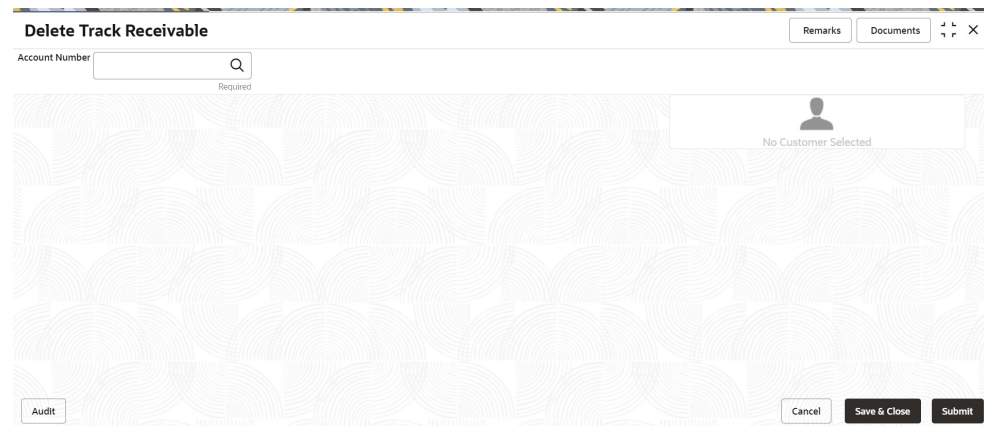 Delete Track Receivable
Remarks
Documents
Account Number
Required
No Customer Selected
Audit
Cancel
Save & Close
Submit